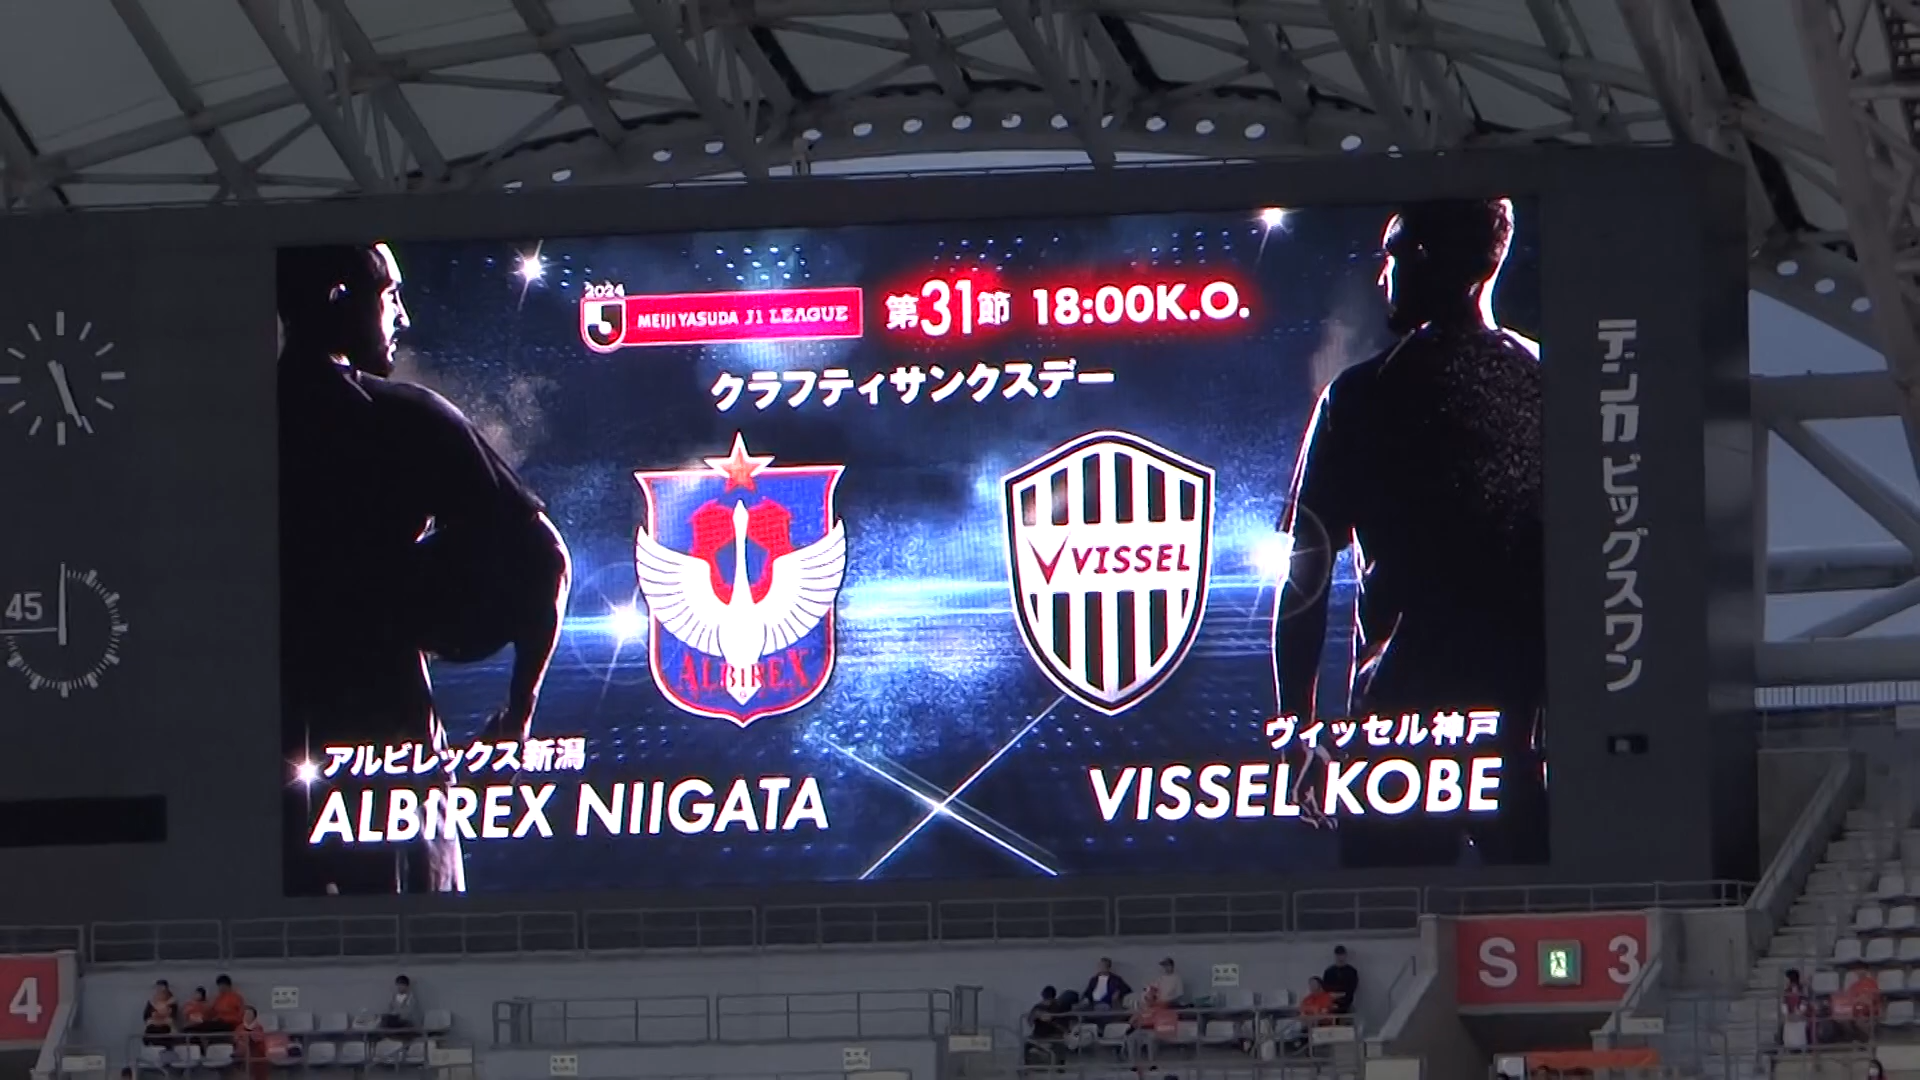 2024
MEIJI YASUDA J1 LEAGUE 第31節 18:00K.O.
クラフティサンクスデー
ALBIREX
VISSEL
アルビレックス新潟
ALBIREX NIIGATA
ヴィッセル神戸
VISSEL KOBE
デンカビッグスワン
45
4
S 3